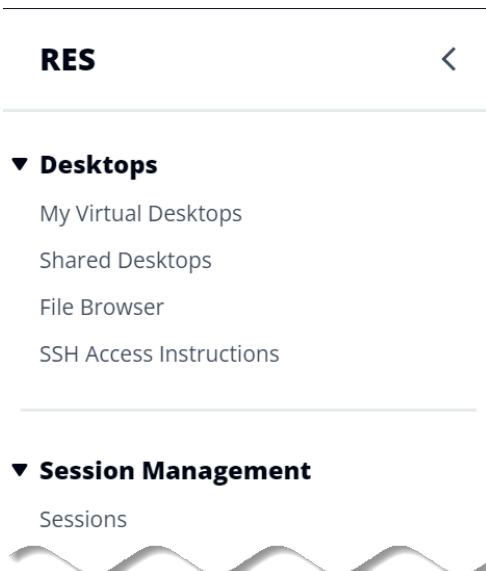 RES
Desktops
My Virtual Desktops
Shared Desktops
File Browser
SSH Access Instructions
Session Management
Sessions